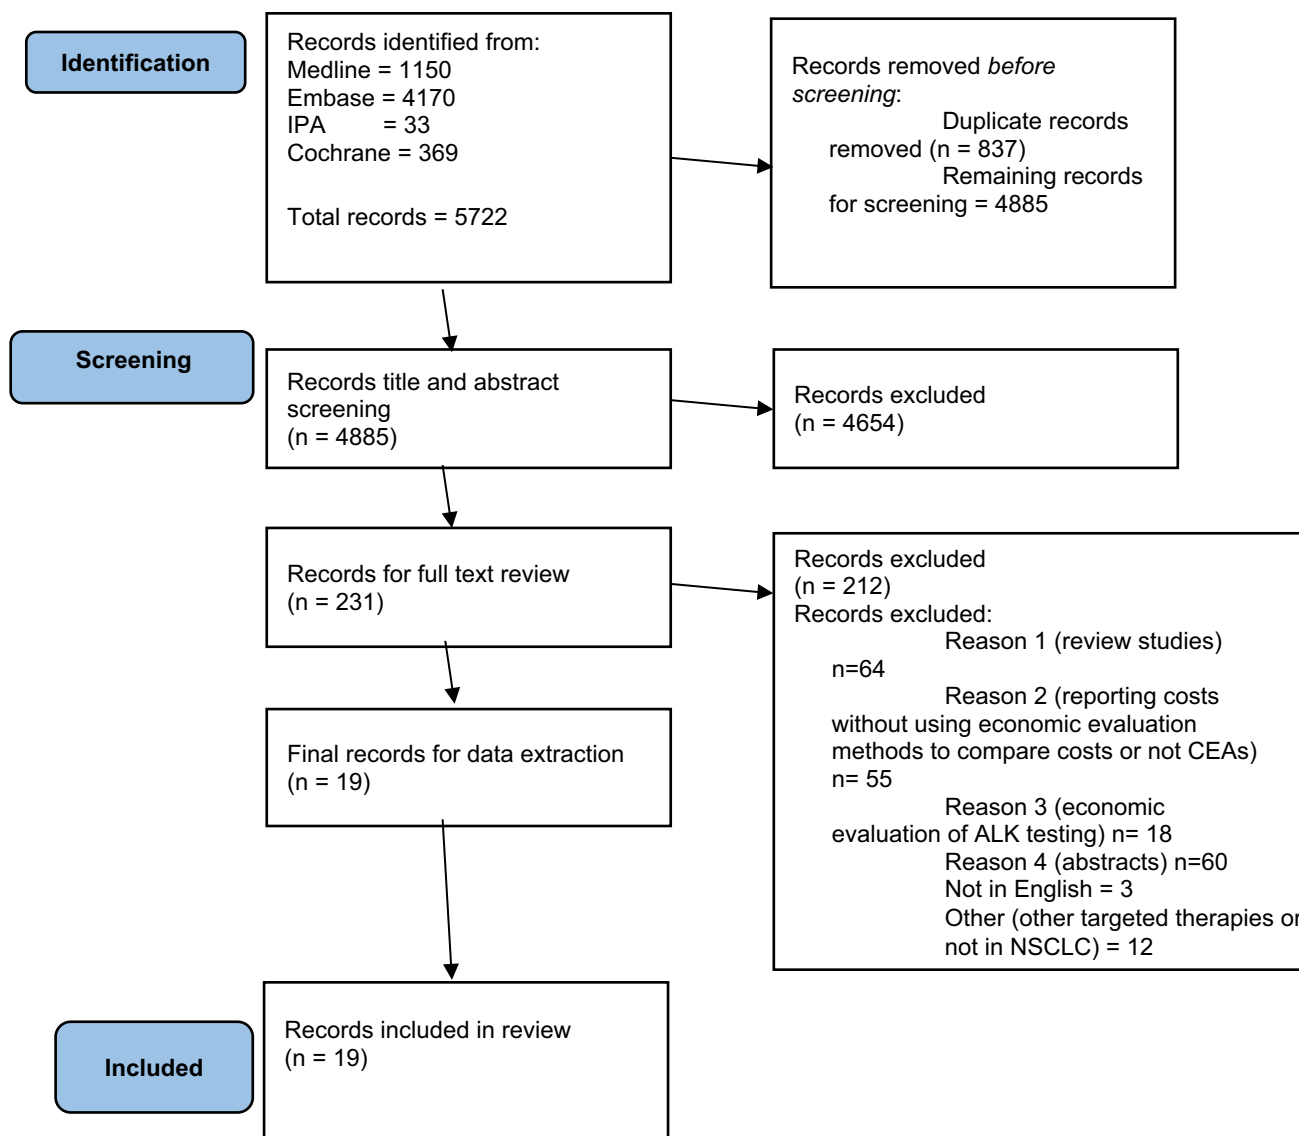 Identification
Records identified from:
Medline = 1150
Embase = 4170
IPA = 33
Cochrane = 369
Total records = 5722
Records removed before
screening:
Duplicate records
removed (n = 837)
Remaining records
for screening = 4885
Screening
Records title and abstract
screening
(n = 4885)
Records excluded
(n = 4654)
Records for full text review
(n = 231)
Records excluded
(n = 212)
Records excluded:
Reason 1 (review studies)
n=64
Reason 2 (reporting costs
without using economic evaluation
methods to compare costs or not CEAs)
n= 55
Reason 3 (economic
evaluation of ALK testing) n= 18
Reason 4 (abstracts) n=60
Not in English = 3
Other (other targeted therapies or
not in NSCLC) = 12
Final records for data extraction
(n = 19)
Included
Records included in review
(n = 19)